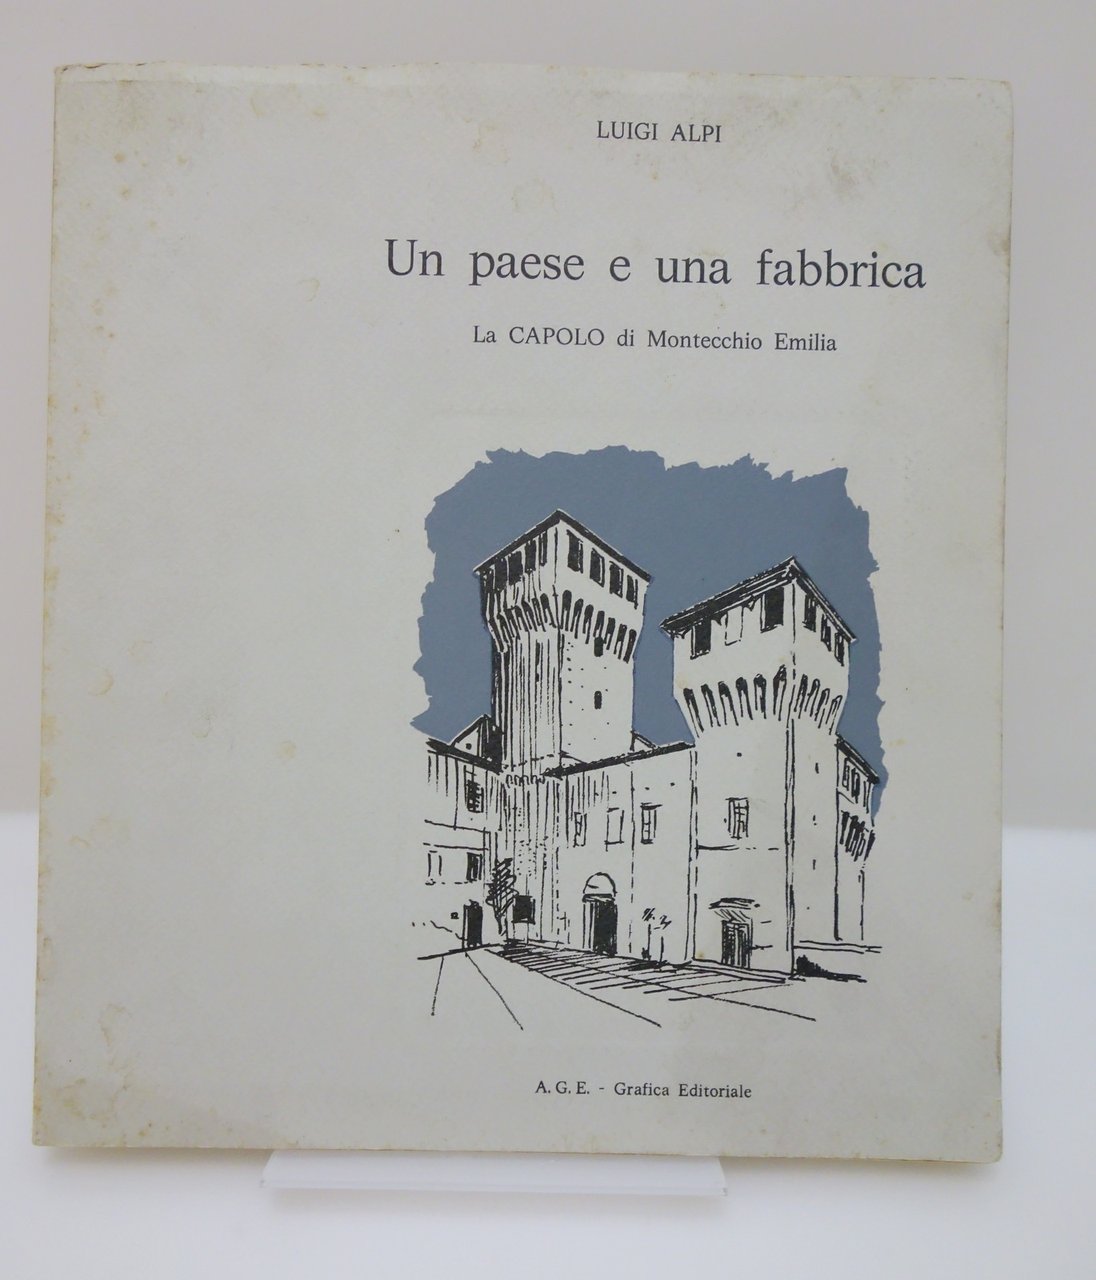 LUIGI ALPI
Un paese e una fabbrica
La CAPOLO di Montecchio Emilia
A. G. E. - Grafica Editoriale